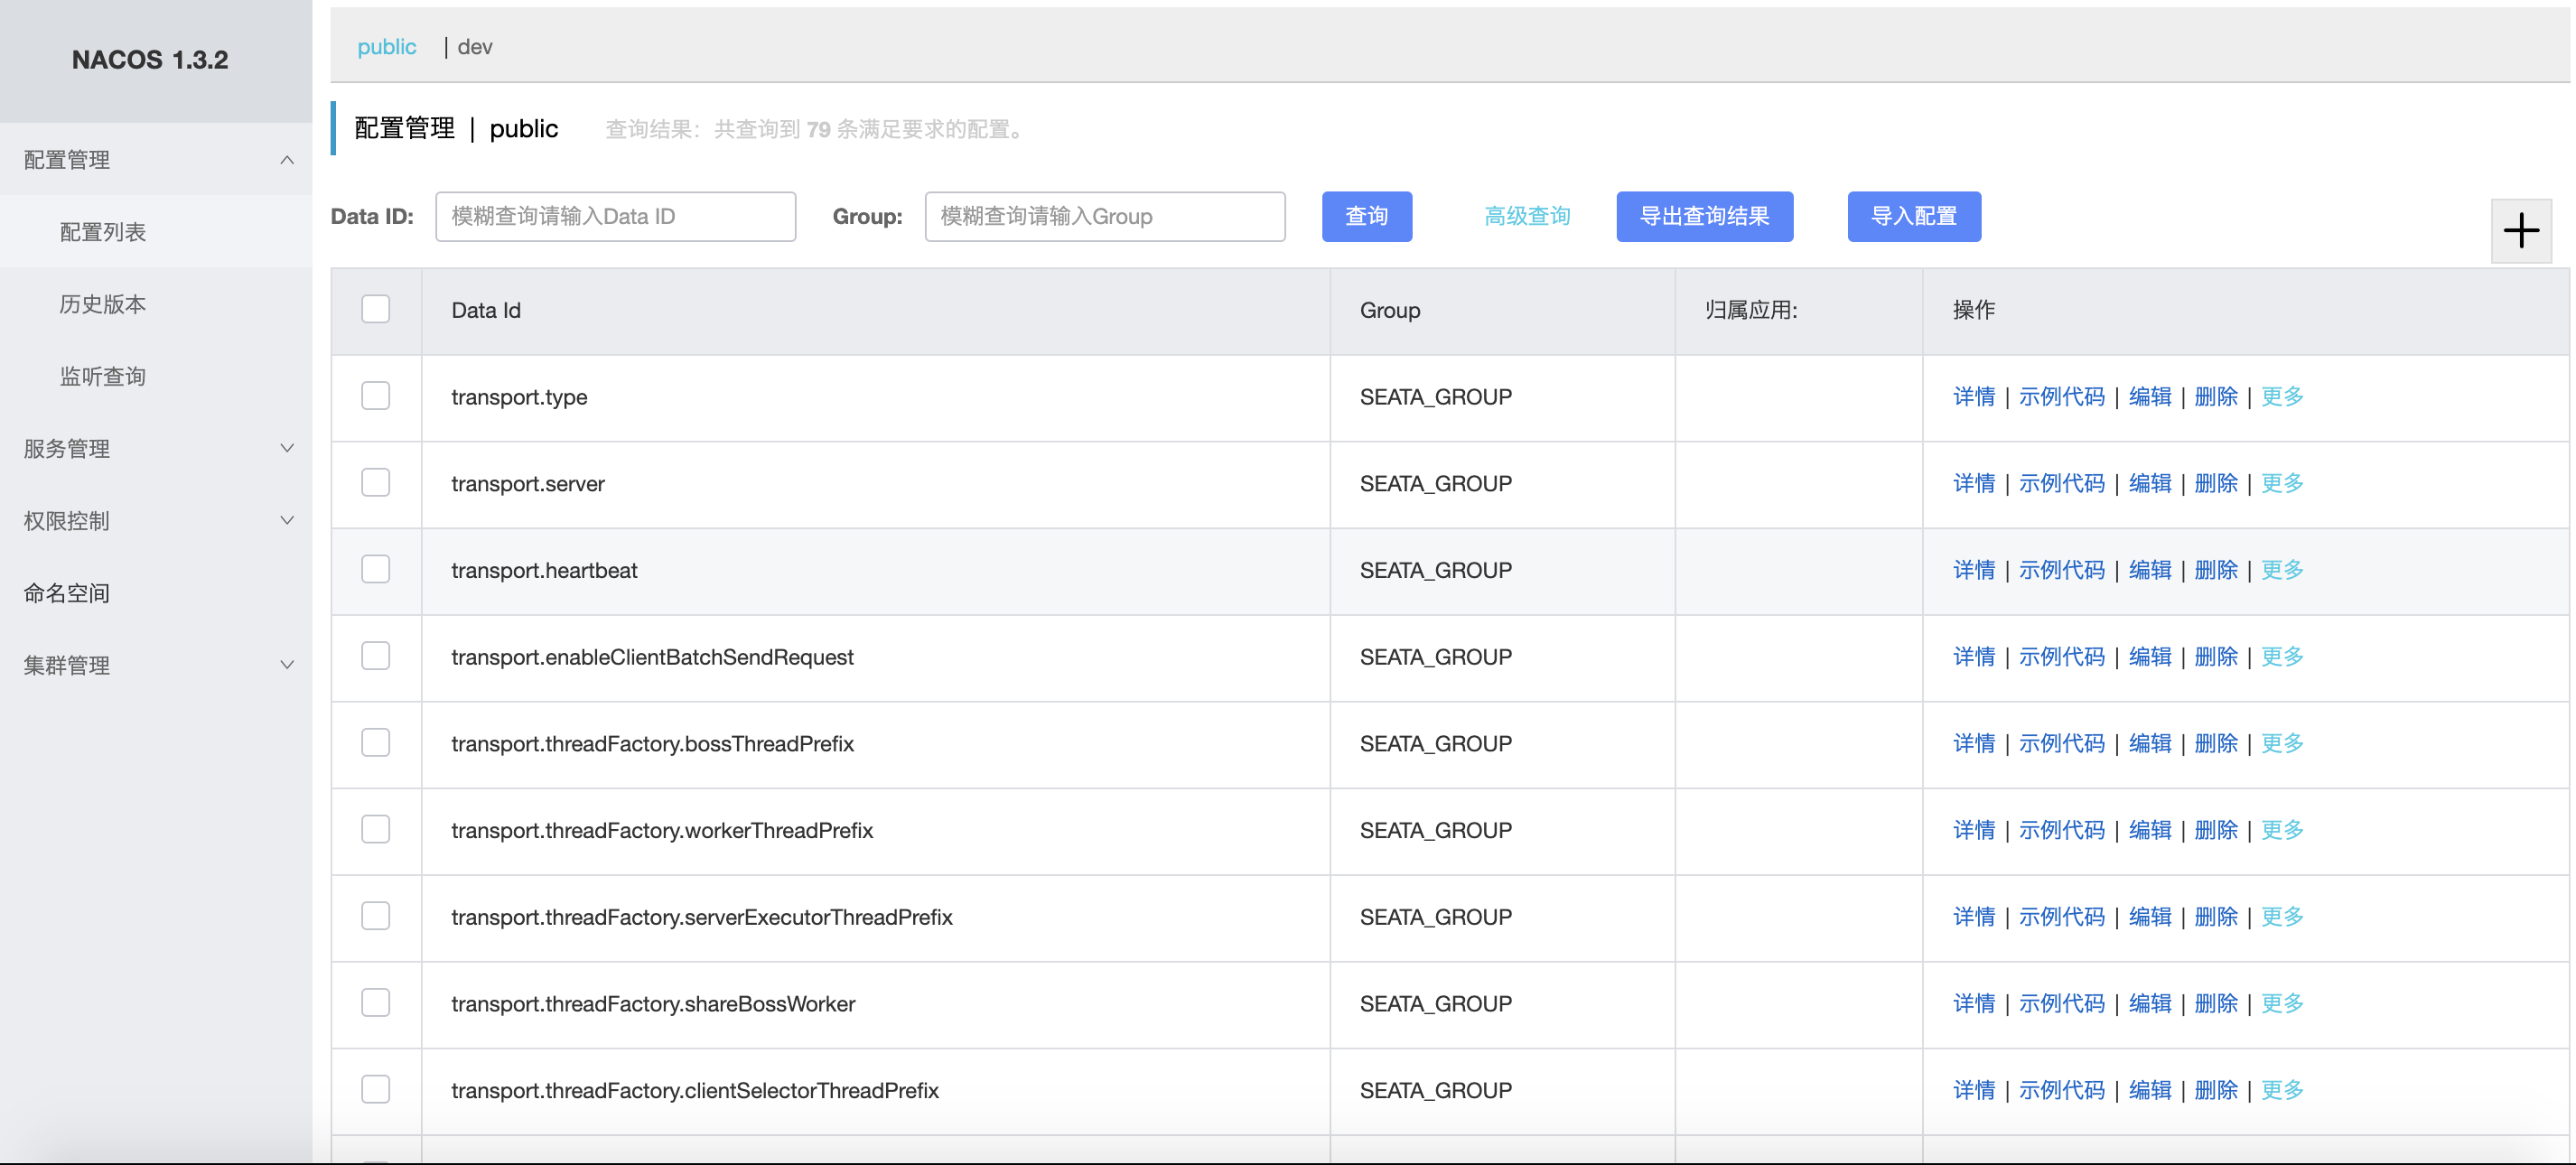 NACOS 1.3.2
配置管理
配置列表
历史版本
监听查询
服务管理
权限控制
命名空间
集群管理
public | dev
配置管理 | public 查询结果：共查询到 79 条满足要求的配置。
Data ID: 模糊查询请输入Data ID Group: 模糊查询请输入Group 查询 高级查询 导出查询结果 导入配置
Data Id Group 归属应用: 操作
transport.type SEATA_GROUP 详情 | 示例代码 | 编辑 | 删除 | 更多
transport.server SEATA_GROUP 详情 | 示例代码 | 编辑 | 删除 | 更多
transport.heartbeat SEATA_GROUP 详情 | 示例代码 | 编辑 | 删除 | 更多
transport.enableClientBatchSendRequest SEATA_GROUP 详情 | 示例代码 | 编辑 | 删除 | 更多
transport.threadFactory.bossThreadPrefix SEATA_GROUP 详情 | 示例代码 | 编辑 | 删除 | 更多
transport.threadFactory.workerThreadPrefix SEATA_GROUP 详情 | 示例代码 | 编辑 | 删除 | 更多
transport.threadFactory.serverExecutorThreadPrefix SEATA_GROUP 详情 | 示例代码 | 编辑 | 删除 | 更多
transport.threadFactory.shareBossWorker SEATA_GROUP 详情 | 示例代码 | 编辑 | 删除 | 更多
transport.threadFactory.clientSelectorThreadPrefix SEATA_GROUP 详情 | 示例代码 | 编辑 | 删除 | 更多